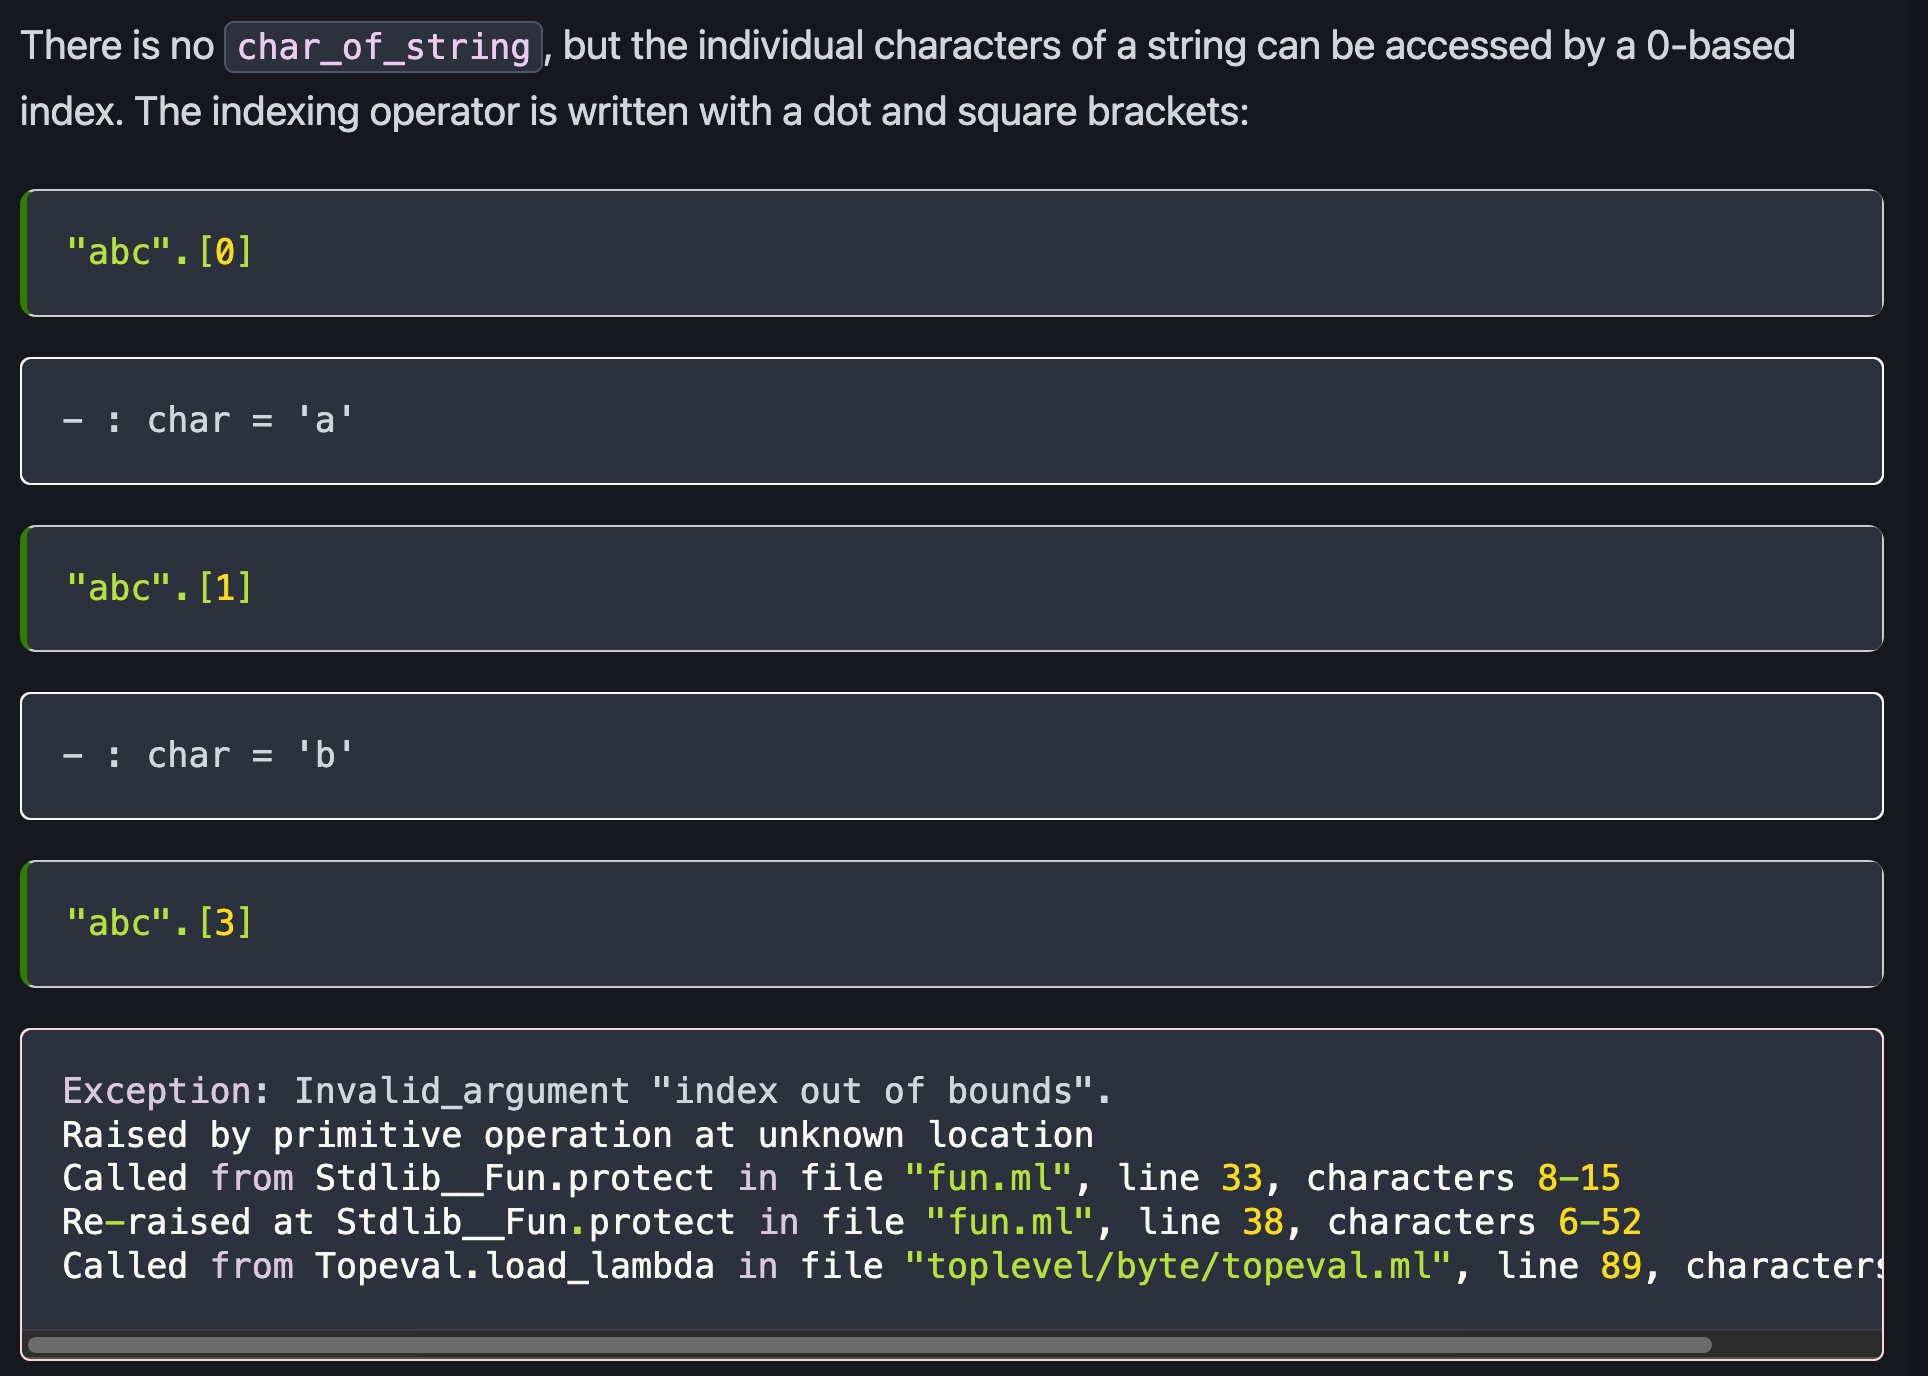 There is no char_of_string, but the individual characters of a string can be accessed by a 0-based
index. The indexing operator is written with a dot and square brackets:
"abc".[0]
- : char = 'a'
"abc".[1]
- : char = 'b'
"abc".[3]
Exception: Invalid_argument "index out of bounds".
Raised by primitive operation at unknown location
Called from Stdlib__Fun.protect in file "fun.ml", line 33, characters 8-15
Re-raised at Stdlib__Fun.protect in file "fun.ml", line 38, characters 6-52
Called from Topeval.load_lambda in file "toplevel/byte/topeval.ml", line 89, characters